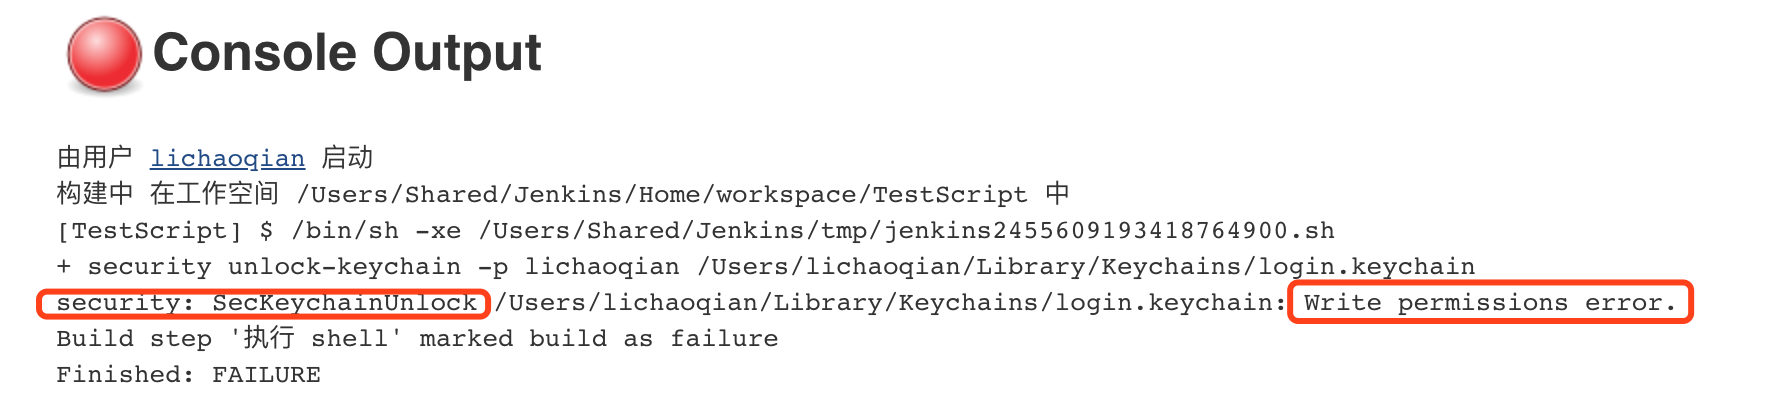 Console Output
由用户 lichaoqian 启动
构建中 在工作空间 /Users/Shared/Jenkins/Home/workspace/TestScript 中
[TestScript] $ /bin/sh -xe /Users/Shared/Jenkins/tmp/jenkins2455609193418764900.sh
+ security unlock-keychain -p lichaoqian /Users/lichaoqian/Library/Keychains/login.keychain
security: SecKeychainUnlock /Users/lichaoqian/Library/Keychains/login.keychain: Write permissions error.
Build step '执行 shell' marked build as failure
Finished: FAILURE